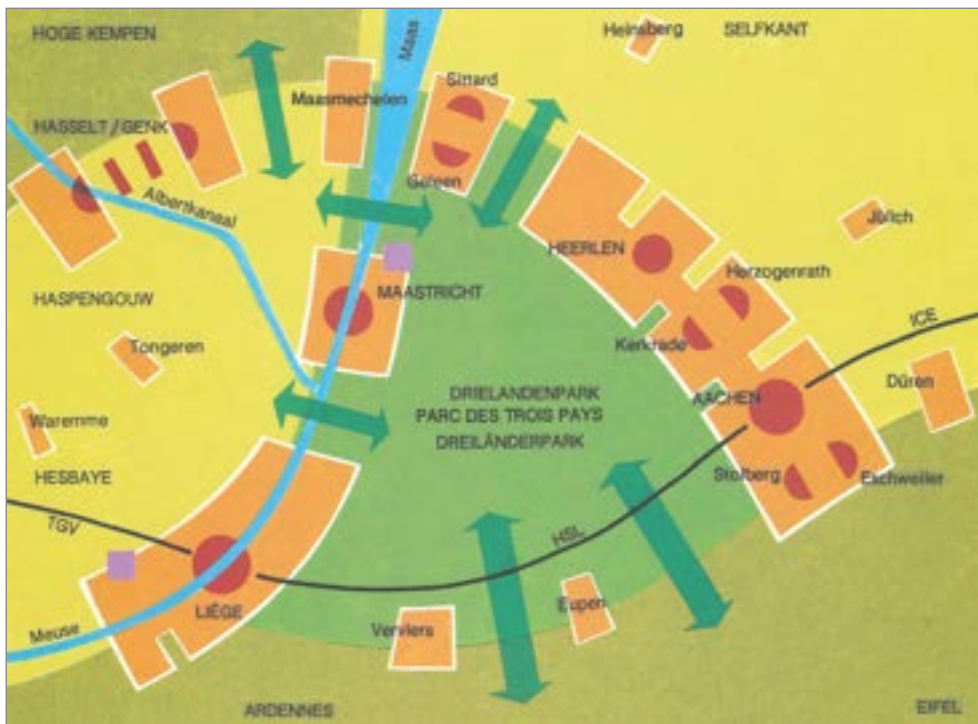 HOGE KEMPEN
Maas
Heinsberg
SELFKANT
Sittard
Maasmechelen
HASSELT / GENK
Geleen
Albertkanaal
Jülich
HEERLEN
Herzogenrath
HASPENGOUW
MAASTRICHT
ICE
Tongeren
Kerkrade
Düren
DRIELANDENPARK
AACHEN
PARC DES TROIS PAYS
Waremme
DREILÄNDERPARK
HESBAYE
Stolberg
Eschweiler
TGV
HSL
LIÈGE
Eupen
Meuse
Verviers
ARDENNES
EIFEL